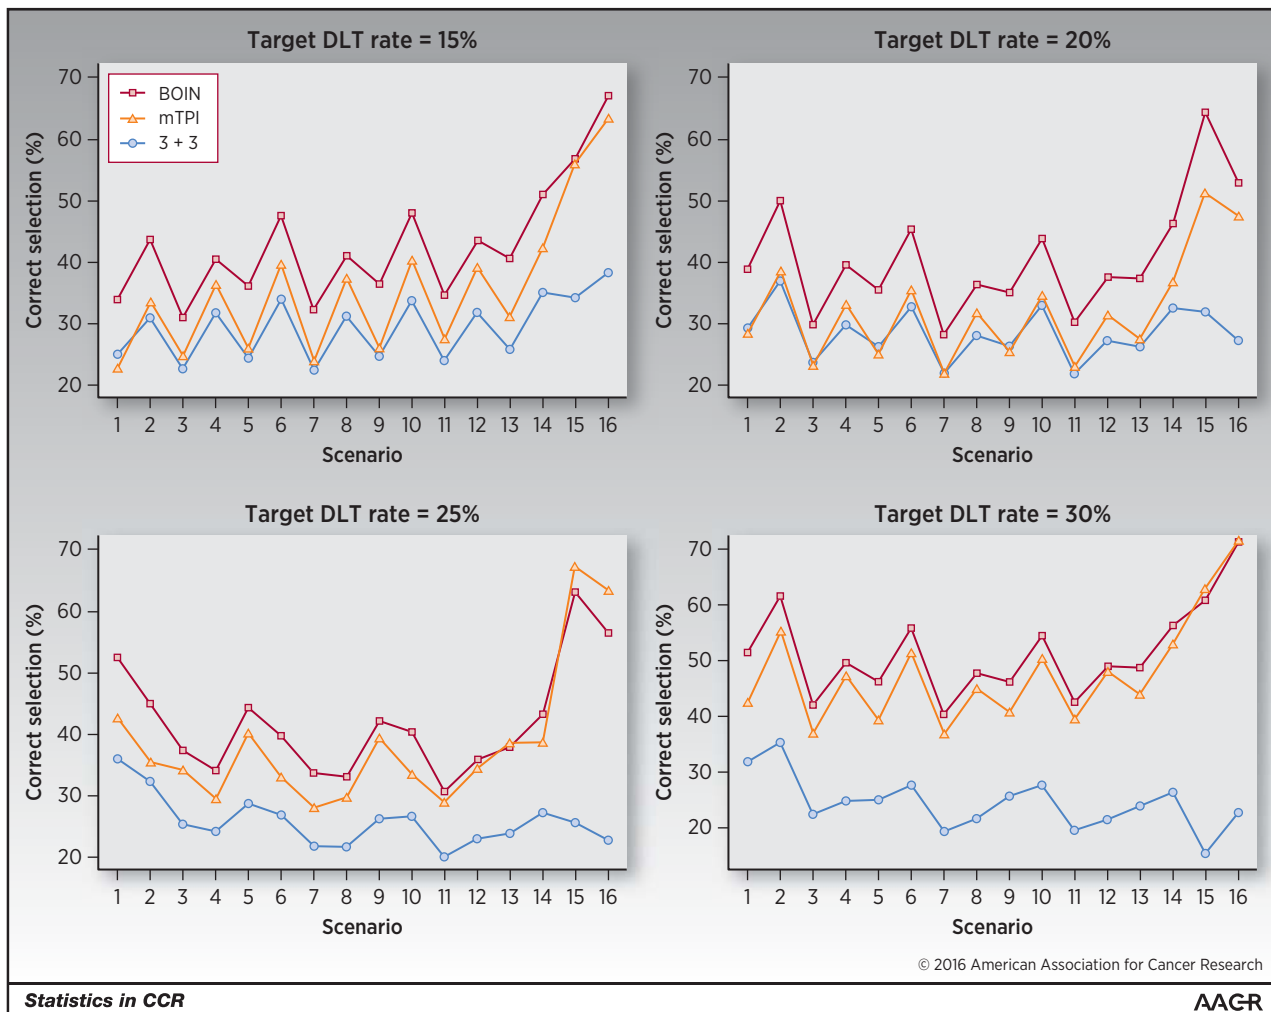 Target DLT rate = 15%
Target DLT rate = 20%
Correct selection (%)
70
60
50
40
30
20
BOIN
mTPI
3 + 3
1 2 3 4 5 6 7 8 9 10 11 12 13 14 15 16
Scenario
Correct selection (%)
70
60
50
40
30
20
1 2 3 4 5 6 7 8 9 10 11 12 13 14 15 16
Scenario
Target DLT rate = 25%
Target DLT rate = 30%
Correct selection (%)
70
60
50
40
30
20
1 2 3 4 5 6 7 8 9 10 11 12 13 14 15 16
Scenario
Correct selection (%)
70
60
50
40
30
20
1 2 3 4 5 6 7 8 9 10 11 12 13 14 15 16
Scenario
© 2016 American Association for Cancer Research
Statistics in CCR
AACR